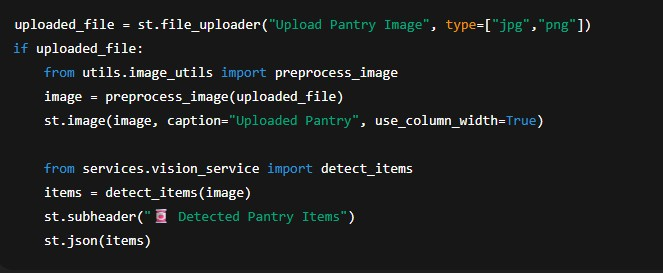 uploaded_file = st.file_uploader("Upload Pantry Image", type=["jpg","png"])
if uploaded_file:
    from utils.image_utils import preprocess_image
    image = preprocess_image(uploaded_file)
    st.image(image, caption="Uploaded Pantry", use_column_width=True)

    from services.vision_service import detect_items
    items = detect_items(image)
    st.subheader("🥫 Detected Pantry Items")
    st.json(items)